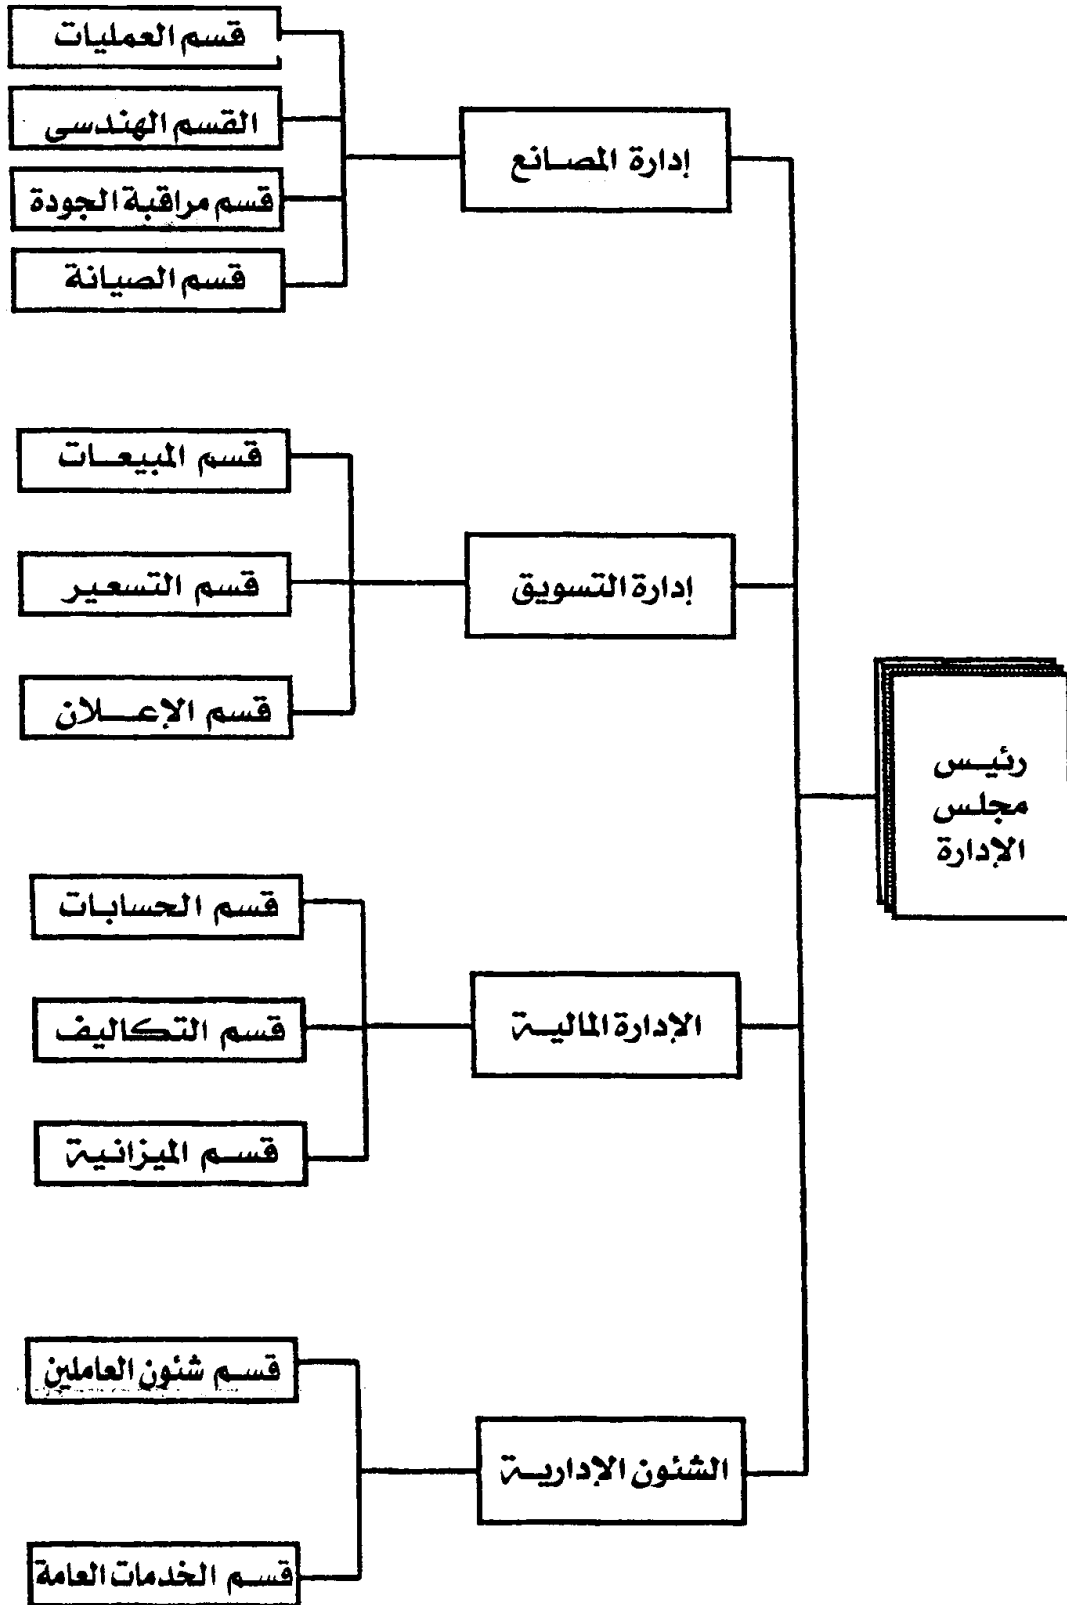 رئيس
مجلس
الإدارة
إدارة المصانع
قسم العمليات
القسم الهندسى
قسم مراقبة الجودة
قسم الصيانة
إدارة التسويق
قسم المبيعات
قسم التسعير
قسم الإعلان
الإدارة المالية
قسم الحسابات
قسم التكاليف
قسم الميزانية
الشئون الإدارية
قسم شئون العاملين
قسم الخدمات العامة